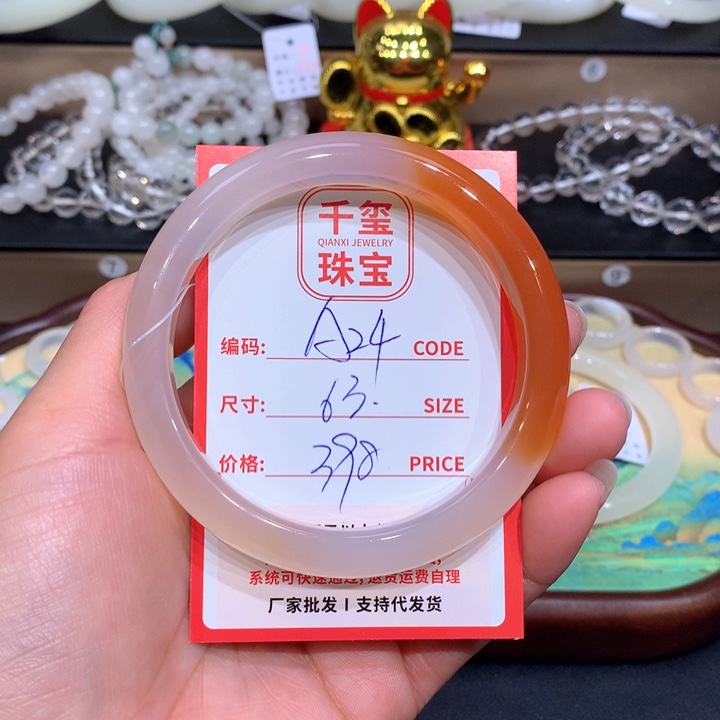 千玺
QIANXI JEWELRY
珠宝
编码: A24 CODE
尺寸: 63. SIZE
价格: 398 PRICE
系统可快速通过, 退货运费自理
厂家批发 I 支持代发货